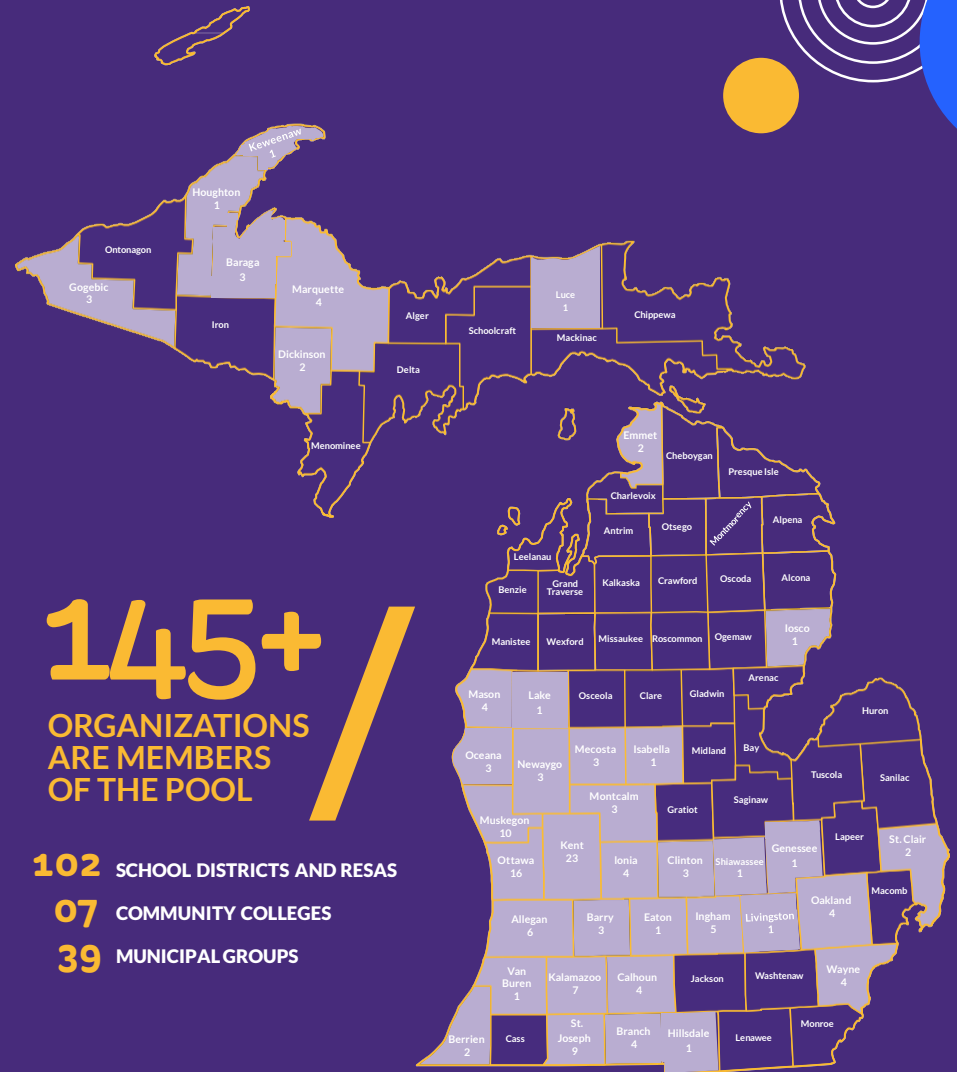 Keweenaw
1
Houghton
1
Ontonagon
Baraga
3
Gogebic
3
Marquette
4
Luce
1
Iron
Alger
Schoolcraft
Chippewa
Mackinac
Dickinson
2
Delta
Menominee
Emmet
2
Cheboygan
Presque Isle
Charlevoix
Antrim
Otsego
Montmorency
Alpena
Leelanau
Benzie
Grand
Traverse
Kalkaska
Crawford
Oscoda
Alcona
Manistee
Wexford
Missaukee
Roscommon
Ogemaw
Iosco
1
Mason
4
Lake
1
Osceola
Clare
Gladwin
Arenac
Huron
Oceana
3
Newaygo
3
Mecosta
3
Isabella
1
Midland
Bay
Tuscola
Sanilac
Muskegon
10
Montcalm
3
Gratiot
Saginaw
Ottawa
16
Kent
23
Ionia
4
Clinton
3
Shiawassee
1
Genessee
1
Lapeer
St. Clair
2
Allegan
6
Barry
3
Eaton
1
Ingham
5
Livingston
1
Oakland
4
Macomb
Van
Buren
1
Kalamazoo
7
Calhoun
4
Jackson
Washtenaw
Wayne
4
Berrien
2
Cass
St.
Joseph
9
Branch
4
Hillsdale
1
Lenawee
Monroe
145+
ORGANIZATIONS
ARE MEMBERS
OF THE POOL
102 SCHOOL DISTRICTS AND RESAS
07 COMMUNITY COLLEGES
39 MUNICIPAL GROUPS